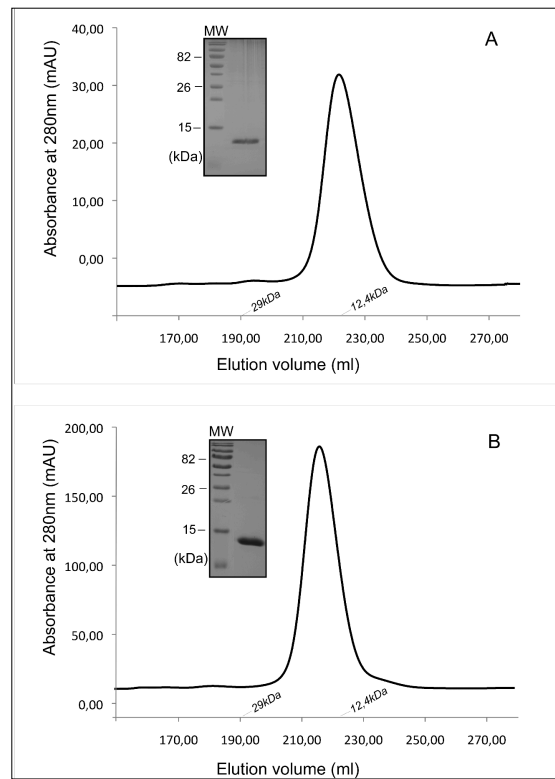 A
MW
40,00
30,00
20,00
10,00
0,00
Absorbance at 280nm (mAU)
82
26
15
(kDa)
29kDa
12,4kDa
170,00 190,00 210,00 230,00 250,00 270,00
Elution volume (ml)
B
MW
200,00
150,00
100,00
50,00
0,00
Absorbance at 280nm (mAU)
82
26
15
(kDa)
29kDa
12,4kDa
170,00 190,00 210,00 230,00 250,00 270,00
Elution volume (ml)